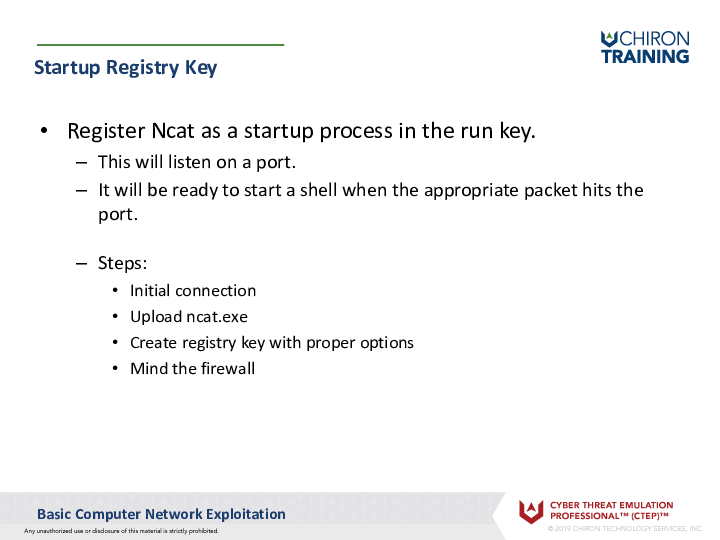 CHIRON
TRAINING
Startup Registry Key
• Register Ncat as a startup process in the run key.
– This will listen on a port.
– It will be ready to start a shell when the appropriate packet hits the
port.
– Steps:
• Initial connection
• Upload ncat.exe
• Create registry key with proper options
• Mind the firewall
Basic Computer Network Exploitation
Any unauthorized use or disclosure of this material is strictly prohibited.
CYBER THREAT EMULATION
PROFESSIONAL™ (CTEP)™
© 2019 CHIRON TECHNOLOGY SERVICES, INC.